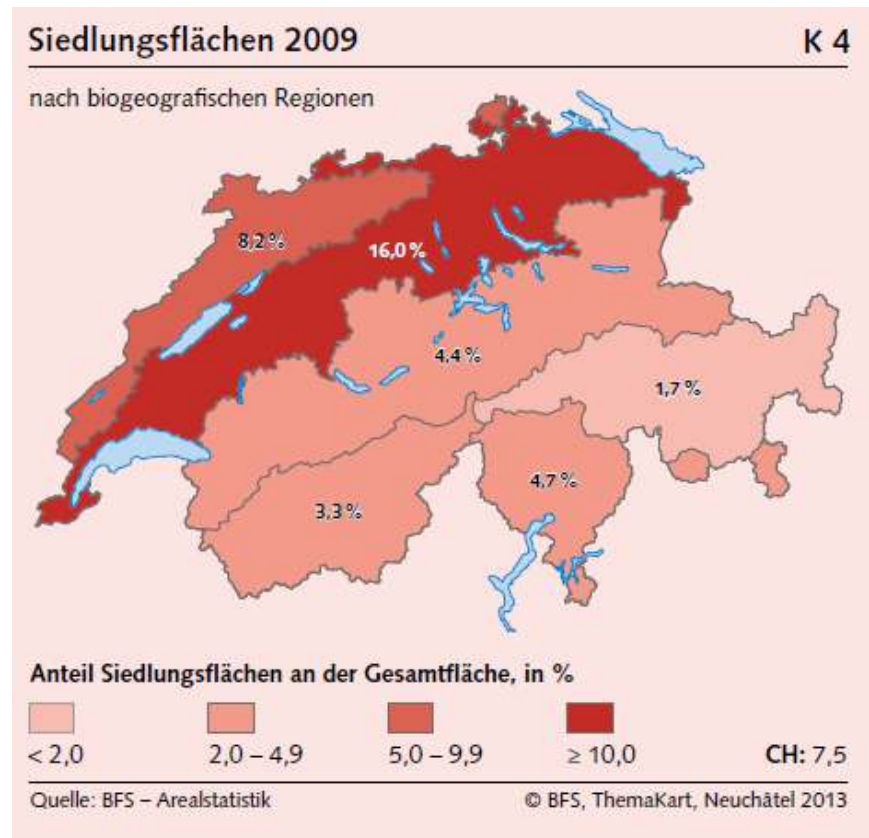 Siedlungsflächen 2009 K 4
nach biogeografischen Regionen
8,2 %
16,0 %
4,4 %
1,7 %
4,7 %
3,3 %
Anteil Siedlungsflächen an der Gesamtfläche, in %
< 2,0 2,0 – 4,9 5,0 – 9,9 ≥ 10,0 CH: 7,5
Quelle: BFS – Arealstatistik © BFS, ThemaKart, Neuchâtel 2013